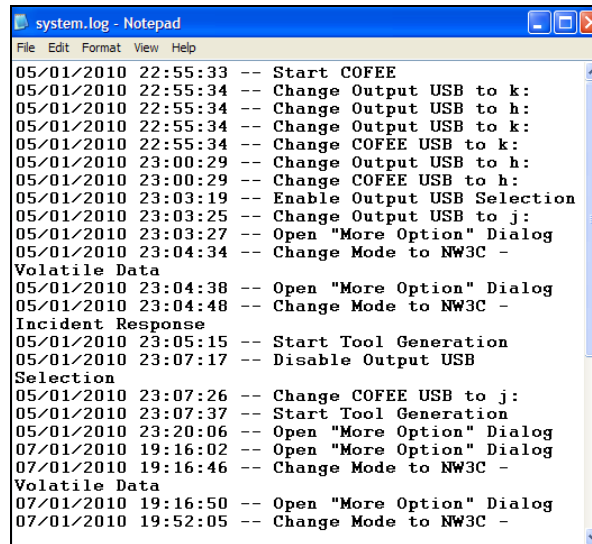 system.log - Notepad
File Edit Format View Help
05/01/2010 22:55:33 -- Start COFEE
05/01/2010 22:55:34 -- Change Output USB to k:
05/01/2010 22:55:34 -- Change Output USB to h:
05/01/2010 22:55:34 -- Change Output USB to k:
05/01/2010 22:55:34 -- Change COFEE USB to k:
05/01/2010 23:00:29 -- Change Output USB to h:
05/01/2010 23:00:29 -- Change COFEE USB to h:
05/01/2010 23:03:19 -- Enable Output USB Selection
05/01/2010 23:03:25 -- Change Output USB to j:
05/01/2010 23:03:27 -- Open "More Option" Dialog
05/01/2010 23:04:34 -- Change Mode to NW3C -
Volatile Data
05/01/2010 23:04:38 -- Open "More Option" Dialog
05/01/2010 23:04:48 -- Change Mode to NW3C -
Incident Response
05/01/2010 23:05:15 -- Start Tool Generation
05/01/2010 23:07:17 -- Disable Output USB
Selection
05/01/2010 23:07:26 -- Change COFEE USB to j:
05/01/2010 23:07:37 -- Start Tool Generation
05/01/2010 23:20:06 -- Open "More Option" Dialog
07/01/2010 19:16:02 -- Open "More Option" Dialog
07/01/2010 19:16:46 -- Change Mode to NW3C -
Volatile Data
07/01/2010 19:16:50 -- Open "More Option" Dialog
07/01/2010 19:52:05 -- Change Mode to NW3C -